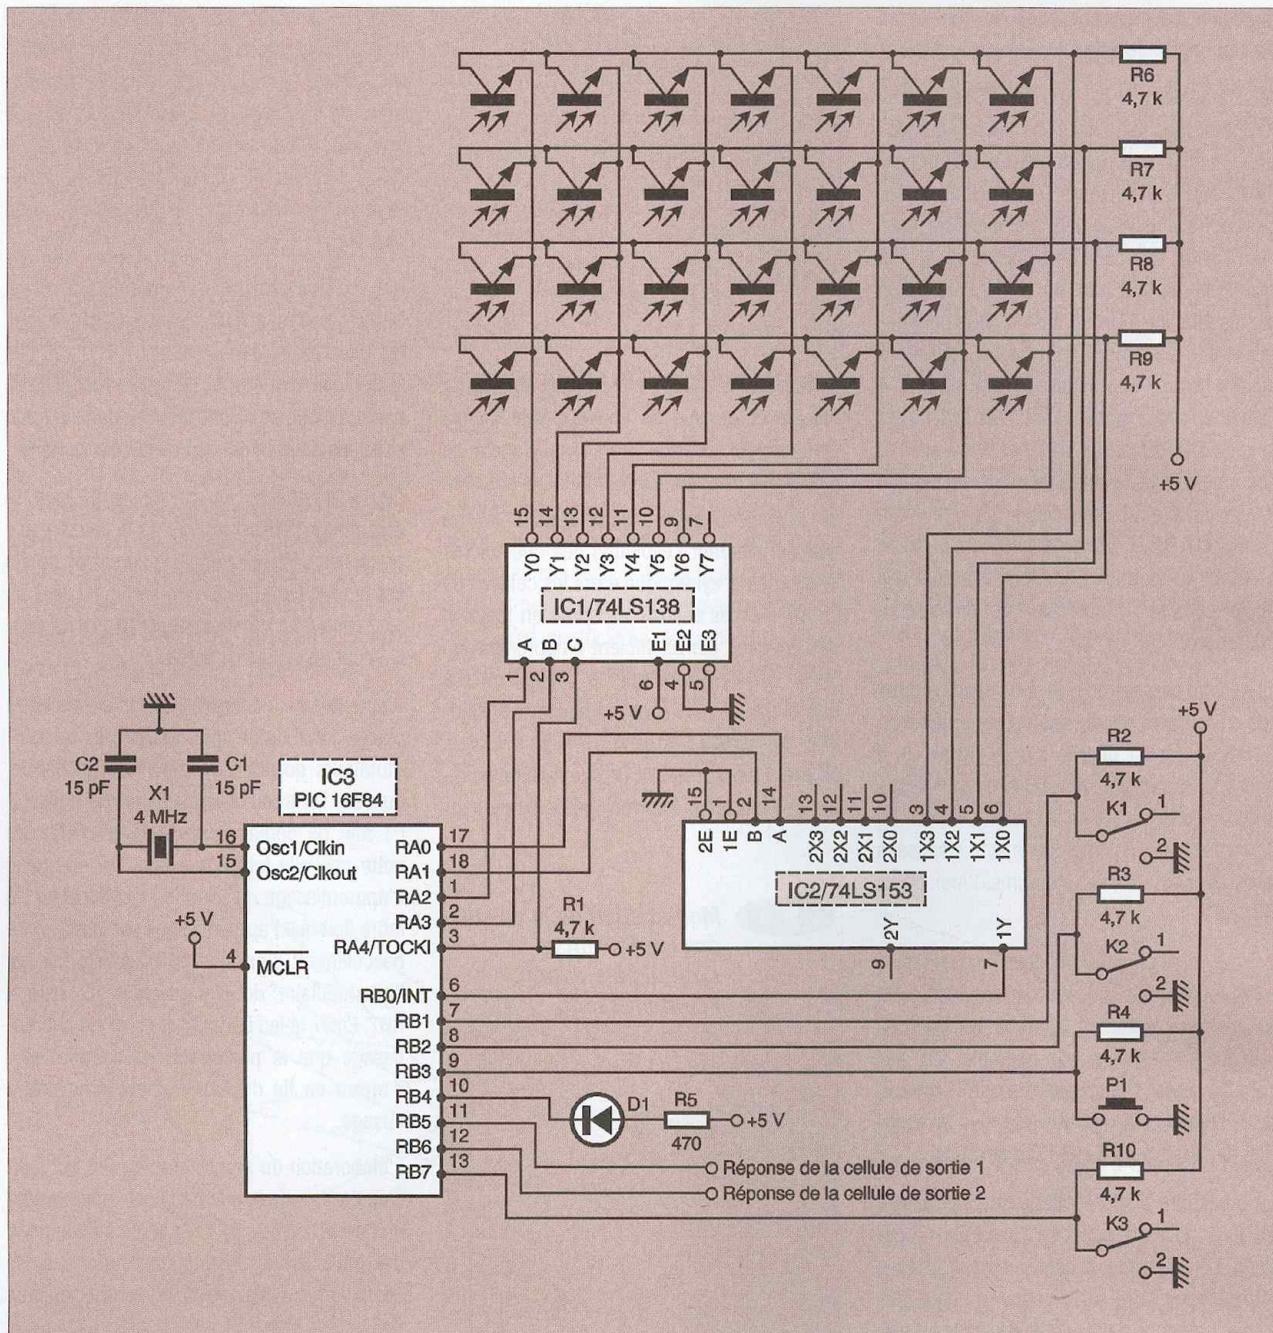 R6
4,7 k
R7
4,7 k
R8
4,7 k
R9
4,7 k
+5 V
15
14
13
12
11
10
9
7
Y0
Y1
Y2
Y3
Y4
Y5
Y6
Y7
IC1/74LS138
A
B
C
E1
E2
E3
1
2
3
6
4
5
+5 V
C2
15 pF
C1
15 pF
X1
4 MHz
IC3
PIC 16F84
16
Osc1/Clkin
15
Osc2/Clkout
+5 V
4
MCLR
RA0
17
RA1
18
RA2
1
RA3
2
RA4/TOCKI
3
RB0/INT
6
RB1
7
RB2
8
RB3
9
RB4
10
RB5
11
RB6
12
RB7
13
R1
4,7 k
+5 V
15
1
2
14
13
12
11
10
3
4
5
6
2E
1E
B
A
2X3
2X2
2X1
2X0
1X3
1X2
1X1
1X0
IC2/74LS153
2Y
1Y
9
7
+5 V
R2
4,7 k
K1
1
2
R3
4,7 k
K2
1
2
R4
4,7 k
P1
R10
4,7 k
K3
1
2
D1
R5
470
+5 V
Réponse de la cellule de sortie 1
Réponse de la cellule de sortie 2